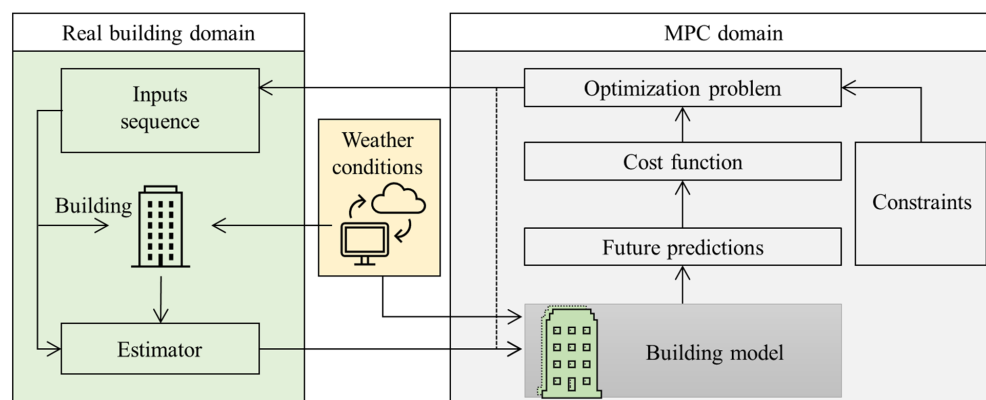 Real building domain
MPC domain
Inputs
sequence
Optimization problem
Weather
conditions
Cost function
Constraints
Building
Future predictions
Estimator
Building model